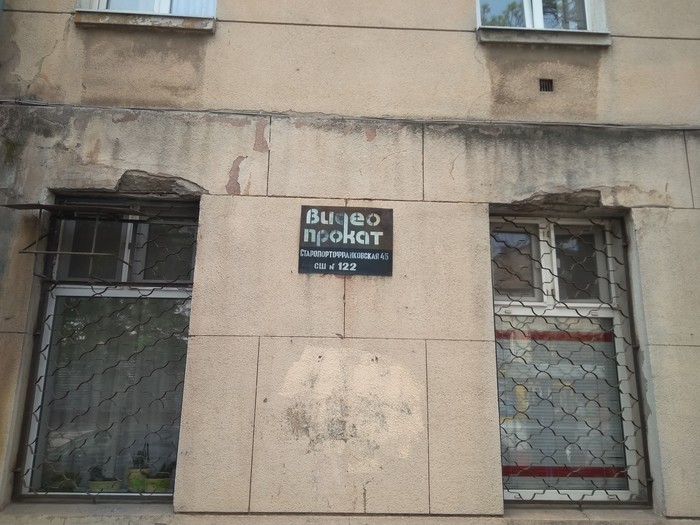 Видео
прокат
СТАРОПОРТОФРАНКОВСКАЯ 45
СШ № 122